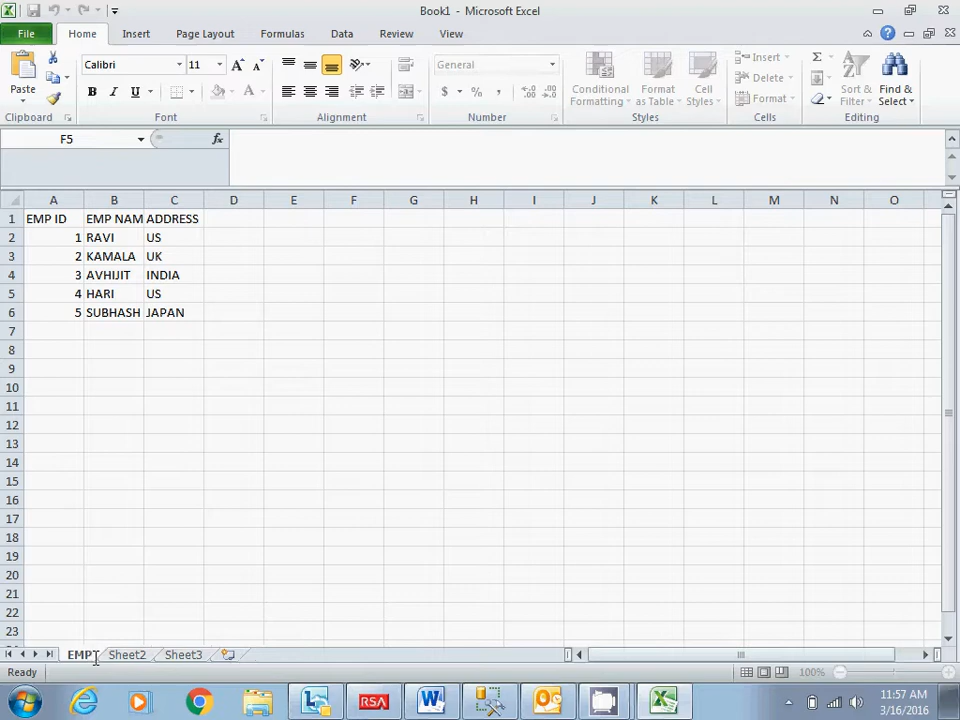 Book1 - Microsoft Excel
File Home Insert Page Layout Formulas Data Review View
Calibri 11 General Insert Σ
Paste B I U A $ % , Conditional Formatting Format as Table Cell Styles Delete Format Sort & Filter Find & Select
Clipboard Font Alignment Number Styles Cells Editing
F5 fx
A B C D E F G H I J K L M N O
1 EMP ID EMP NAM ADDRESS
2 1 RAVI US
3 2 KAMALA UK
4 3 AVHIJIT INDIA
5 4 HARI US
6 5 SUBHASH JAPAN
7
8
9
10
11
12
13
14
15
16
17
18
19
20
21
22
23
EMPT Sheet2 Sheet3
Ready 100%
RSA 11:57 AM
3/16/2016